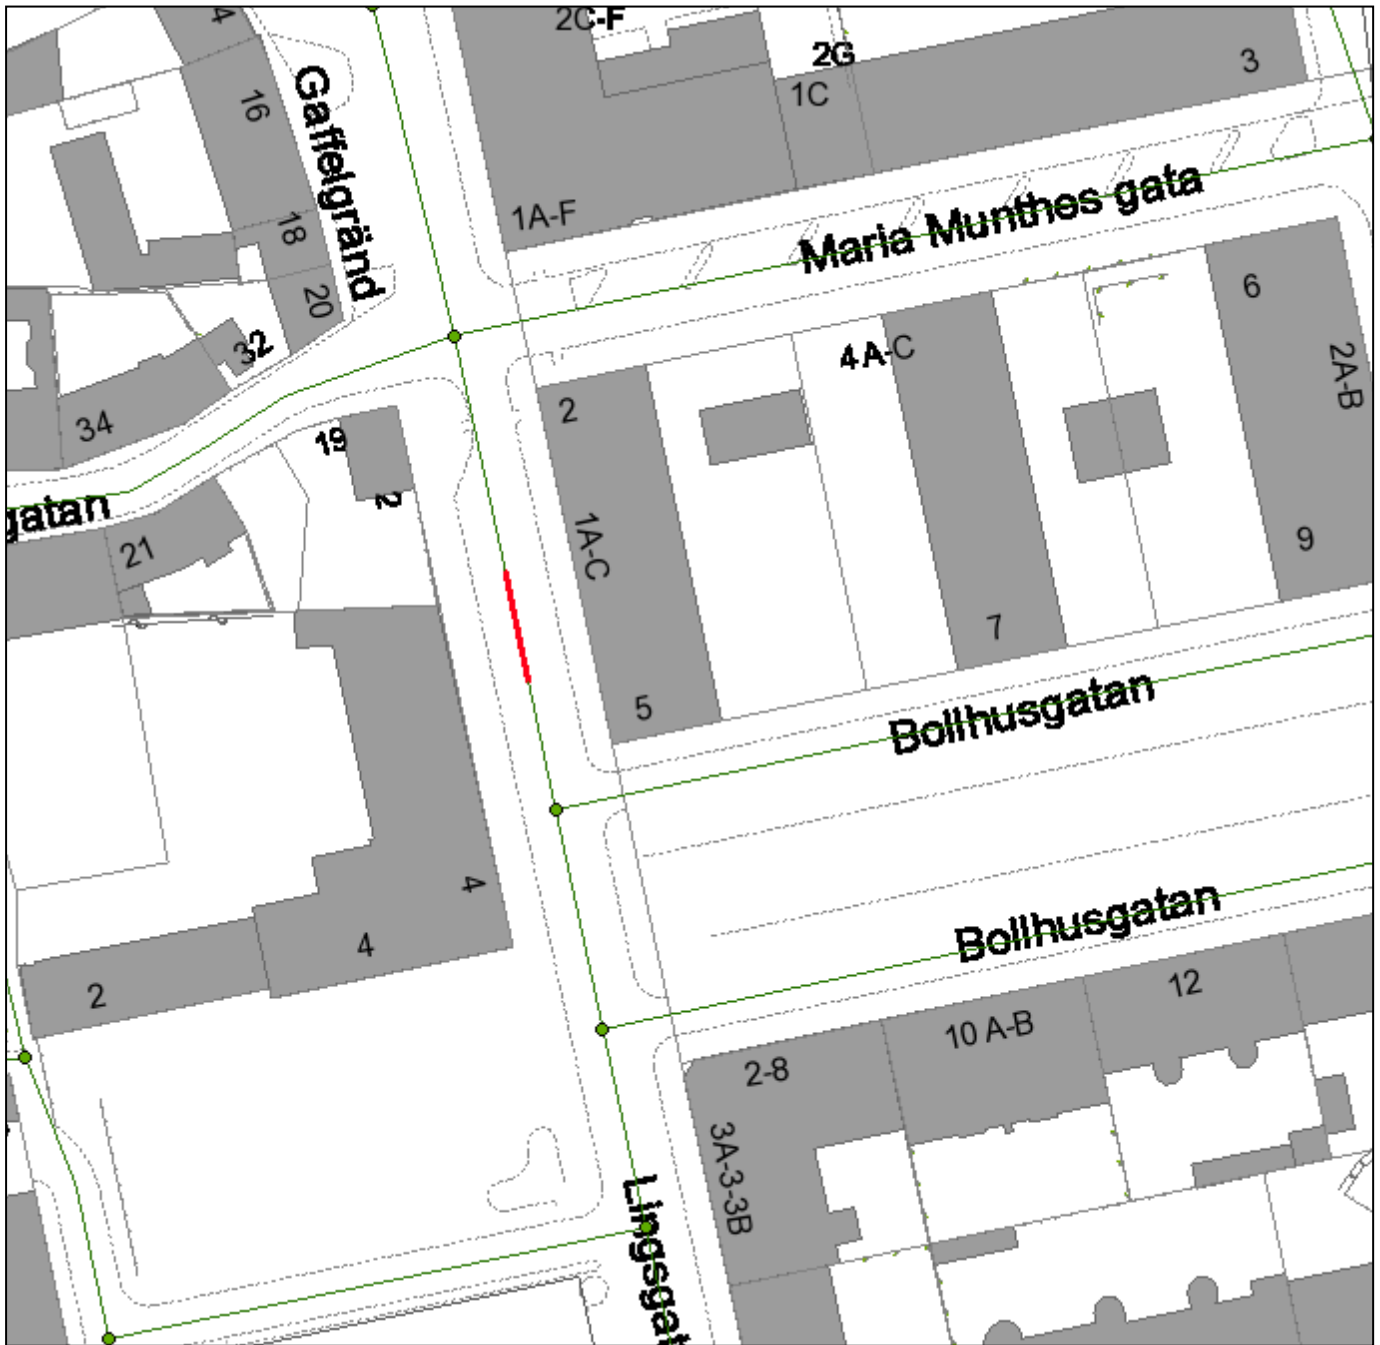 2C-F
4
2G
3
16
1C
Gaffelgränd
1A-F
Maria Munthes gata
18
20
6
32
4 A-C
2A-B
34
2
19
2
gatan
21
1A-C
9
7
5
Bollhusgatan
4
Bollhusgatan
4
2
12
10 A-B
2-8
3A-3-3B
Lingsgat